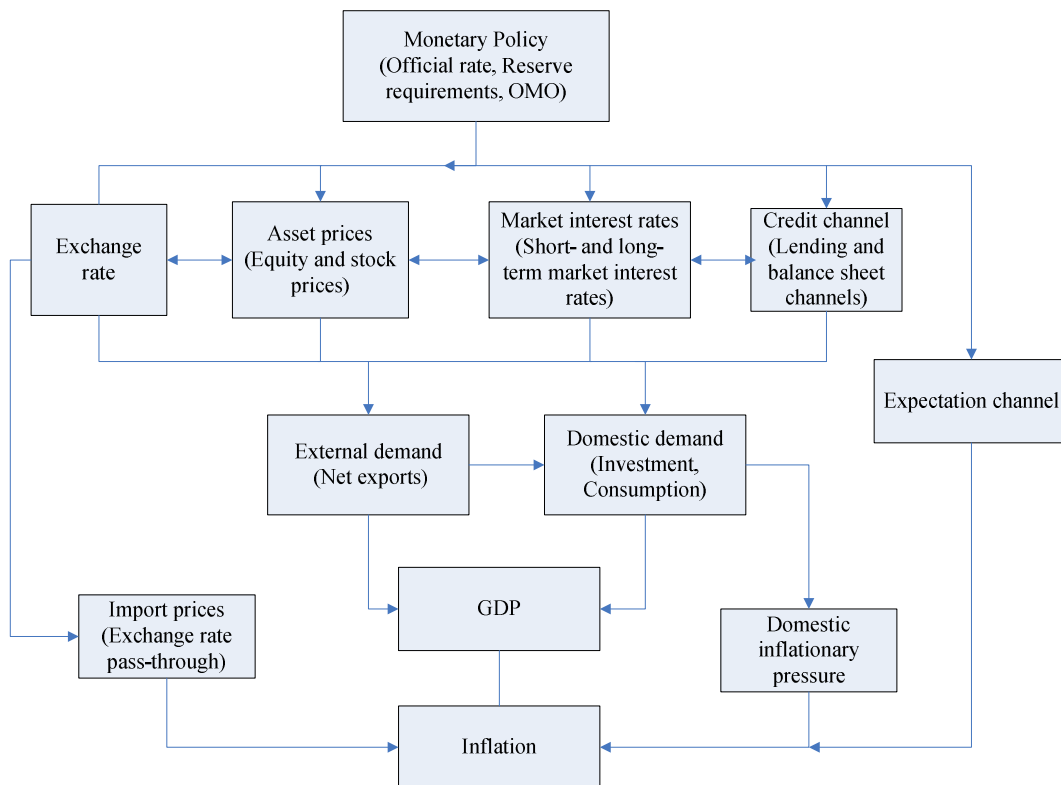 Monetary Policy
(Official rate, Reserve
requirements, OMO)
Exchange
rate
Asset prices
(Equity and stock
prices)
Market interest rates
(Short- and long-
term market interest
rates)
Credit channel
(Lending and
balance sheet
channels)
Expectation channel
External demand
(Net exports)
Domestic demand
(Investment,
Consumption)
GDP
Import prices
(Exchange rate
pass-through)
Domestic
inflationary
pressure
Inflation